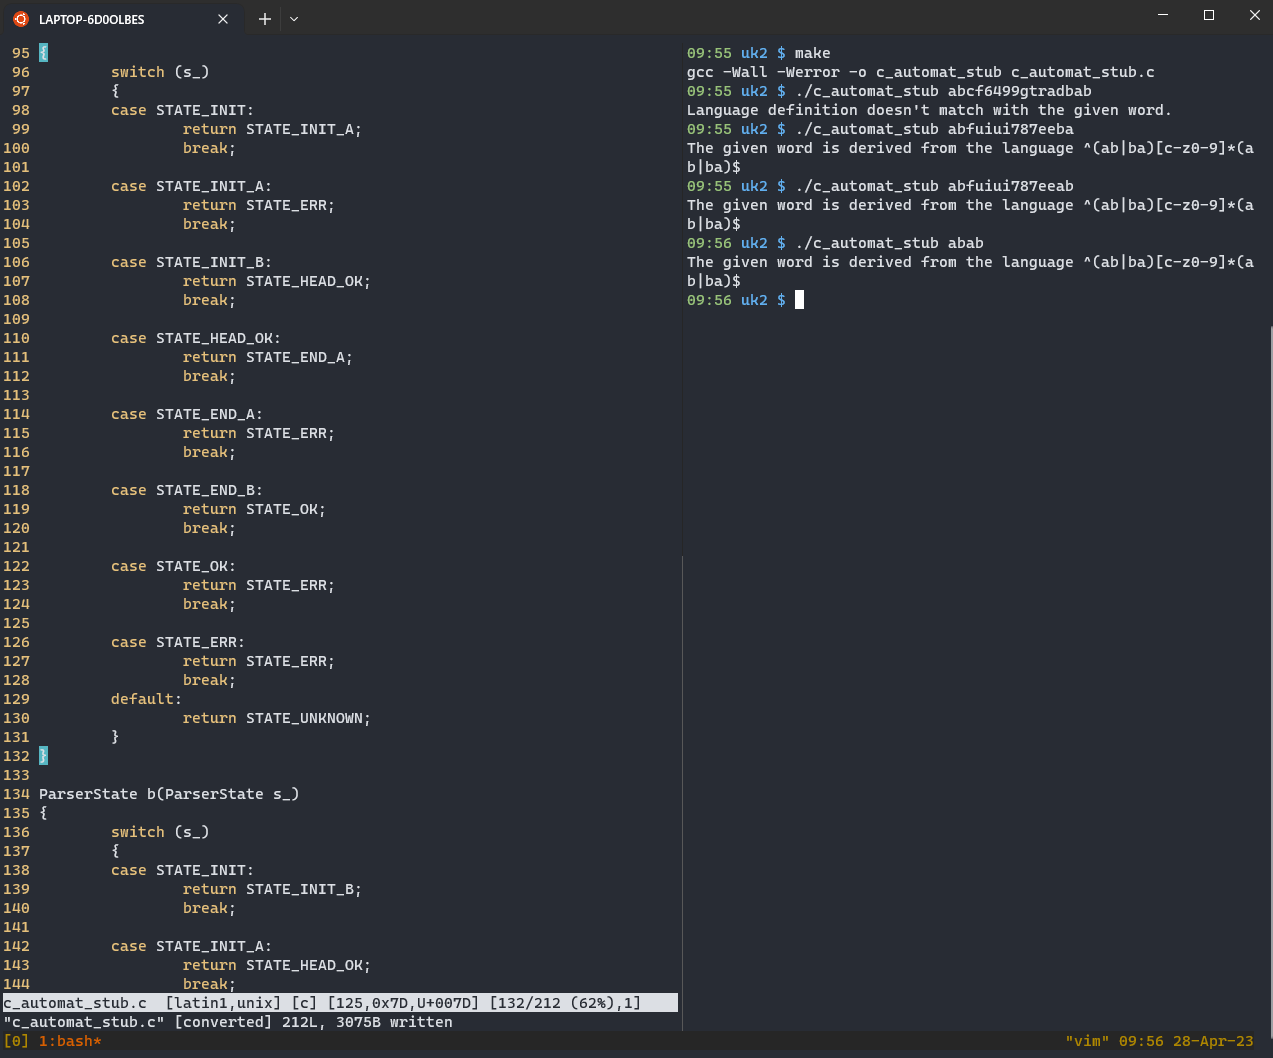 LAPTOP-6D0OLBES
95 {
96         switch (s_)
97         {
98         case STATE_INIT:
99                 return STATE_INIT_A;
100                 break;
101
102         case STATE_INIT_A:
103                 return STATE_ERR;
104                 break;
105
106         case STATE_INIT_B:
107                 return STATE_HEAD_OK;
108                 break;
109
110         case STATE_HEAD_OK:
111                 return STATE_END_A;
112                 break;
113
114         case STATE_END_A:
115                 return STATE_ERR;
116                 break;
117
118         case STATE_END_B:
119                 return STATE_OK;
120                 break;
121
122         case STATE_OK:
123                 return STATE_ERR;
124                 break;
125
126         case STATE_ERR:
127                 return STATE_ERR;
128                 break;
129         default:
130                 return STATE_UNKNOWN;
131         }
132 }
133
134 ParserState b(ParserState s_)
135 {
136         switch (s_)
137         {
138         case STATE_INIT:
139                 return STATE_INIT_B;
140                 break;
141
142         case STATE_INIT_A:
143                 return STATE_HEAD_OK;
144                 break;
c_automat_stub.c  [latin1,unix] [c] [125,0x7D,U+007D] [132/212 (62%),1]
"c_automat_stub.c" [converted] 212L, 3075B written
09:55 uk2 $ make
gcc -Wall -Werror -o c_automat_stub c_automat_stub.c
09:55 uk2 $ ./c_automat_stub abcf6499gtradbab
Language definition doesn't match with the given word.
09:55 uk2 $ ./c_automat_stub abfuiui787eeba
The given word is derived from the language ^(ab|ba)[c-z0-9]*(a
b|ba)$
09:55 uk2 $ ./c_automat_stub abfuiui787eeab
The given word is derived from the language ^(ab|ba)[c-z0-9]*(a
b|ba)$
09:56 uk2 $ ./c_automat_stub abab
The given word is derived from the language ^(ab|ba)[c-z0-9]*(a
b|ba)$
09:56 uk2 $
[0] 1:bash*
"vim" 09:56 28-Apr-23